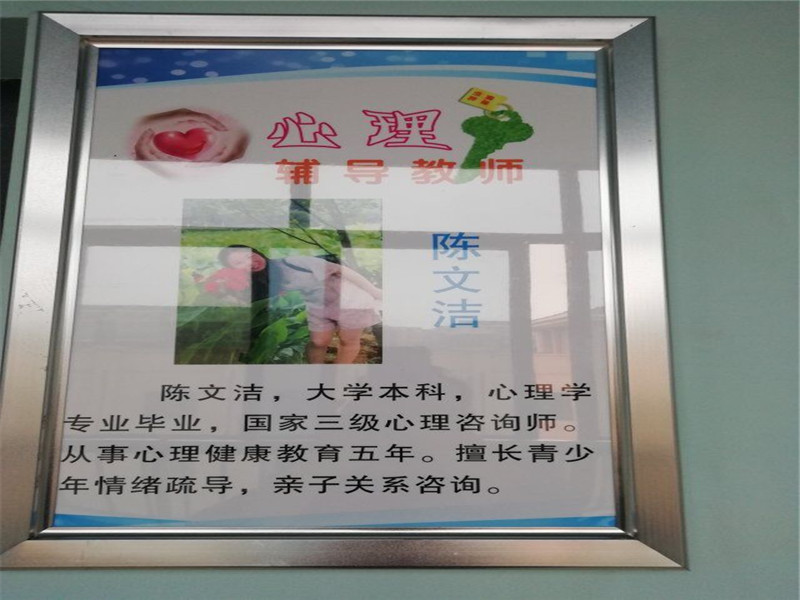 心理
辅导教师
陈文洁
陈文洁，大学本科，心理学
专业毕业，国家三级心理咨询师。
从事心理健康教育五年。擅长青少
年情绪疏导，亲子关系咨询。